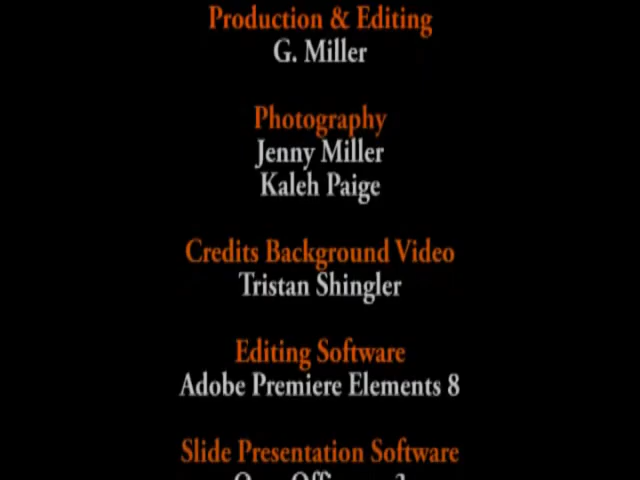 Production & Editing
G. Miller
Photography
Jenny Miller
Kaleh Paige
Credits Background Video
Tristan Shingler
Editing Software
Adobe Premiere Elements 8
Slide Presentation Software